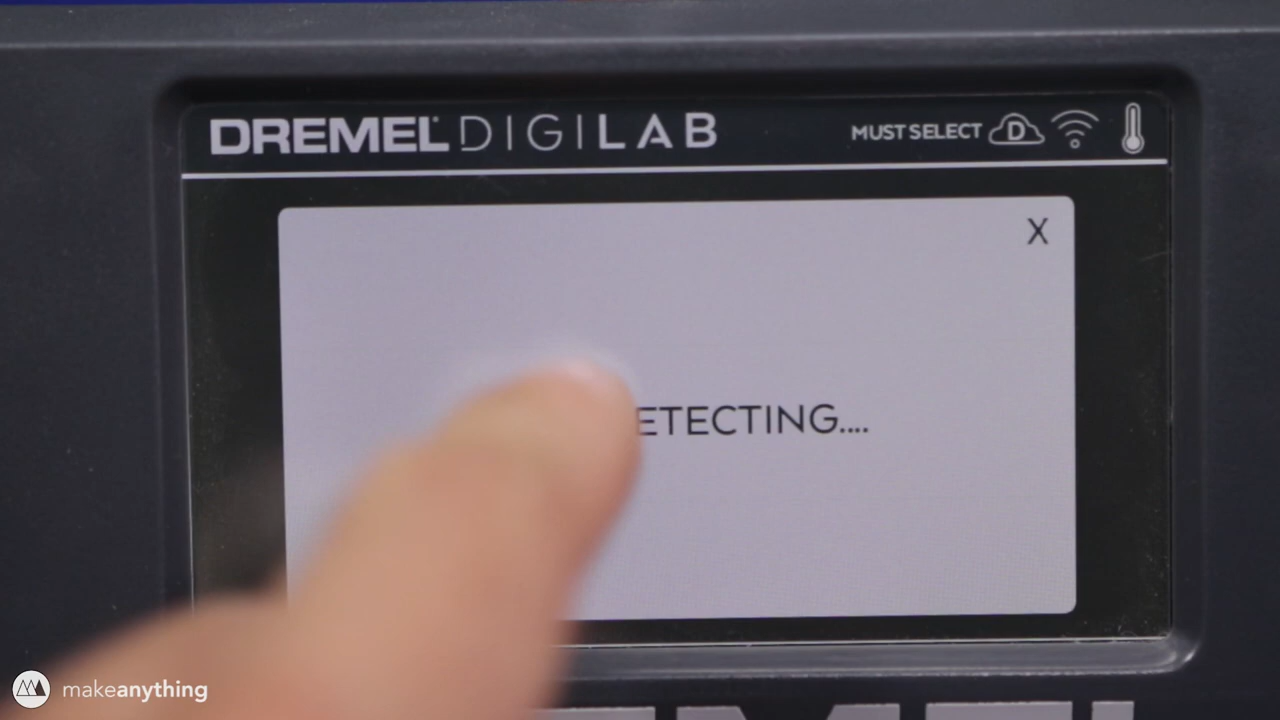 DREMEL DIGILAB
MUST SELECT D
X
ETECTING....
makeanything